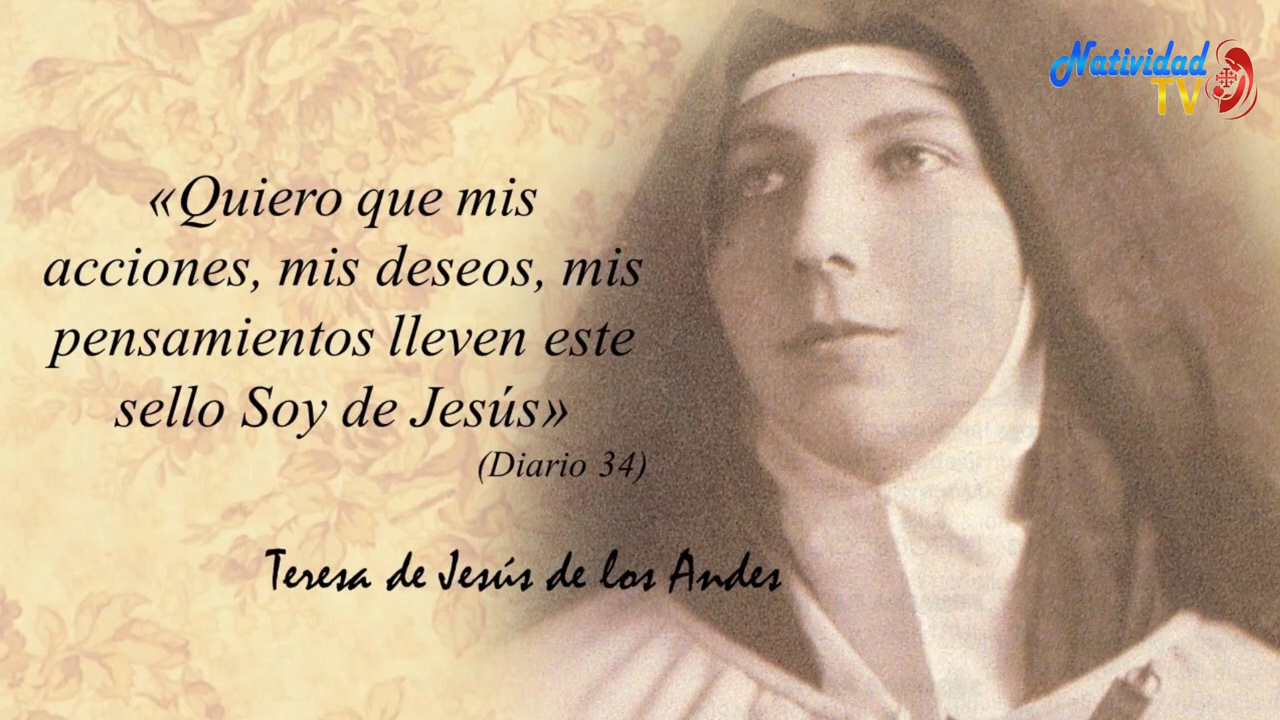 Natividad
TV
«Quiero que mis
acciones, mis deseos, mis
pensamientos lleven este
sello Soy de Jesús»
(Diario 34)
Teresa de Jesús de los Andes